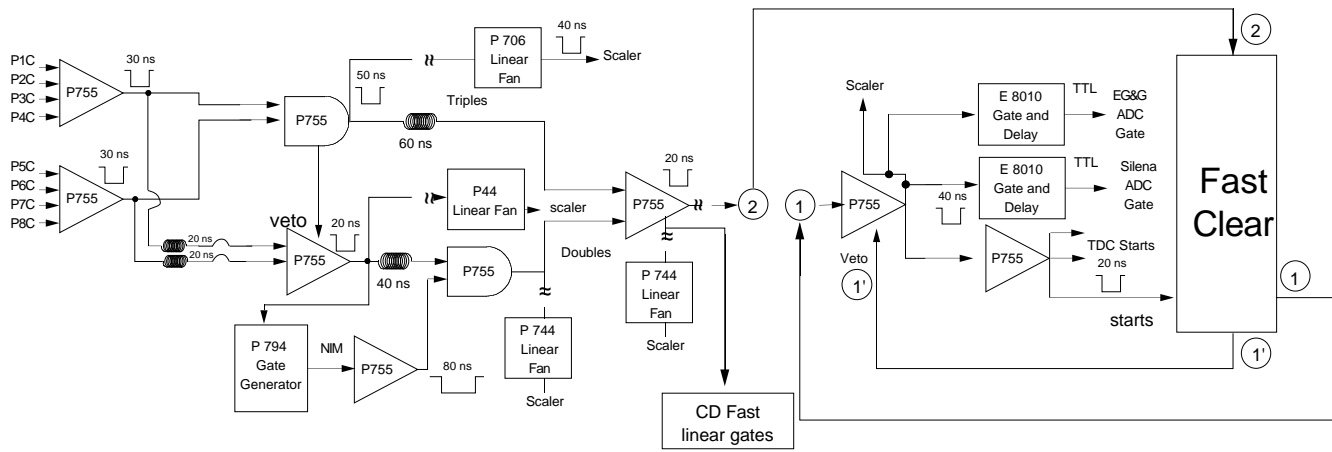 P1C
P2C
P3C
P4C
P755
30 ns
P5C
P6C
P7C
P8C
P755
30 ns
P755
50 ns
P 706
Linear
Fan
40 ns
Scaler
Triples
60 ns
20 ns
20 ns
veto
P755
20 ns
P44
Linear Fan
scaler
40 ns
P755
Doubles
P 794
Gate
Generator
NIM
P755
80 ns
P 744
Linear
Fan
Scaler
P755
20 ns
P 744
Linear
Fan
Scaler
CD Fast
linear gates
2
1
P755
Veto
1'
Scaler
E 8010
Gate and
Delay
TTL
EG&G
ADC
Gate
40 ns
E 8010
Gate and
Delay
TTL
Silena
ADC
Gate
P755
TDC Starts
20 ns
starts
2
Fast
Clear
1
1'